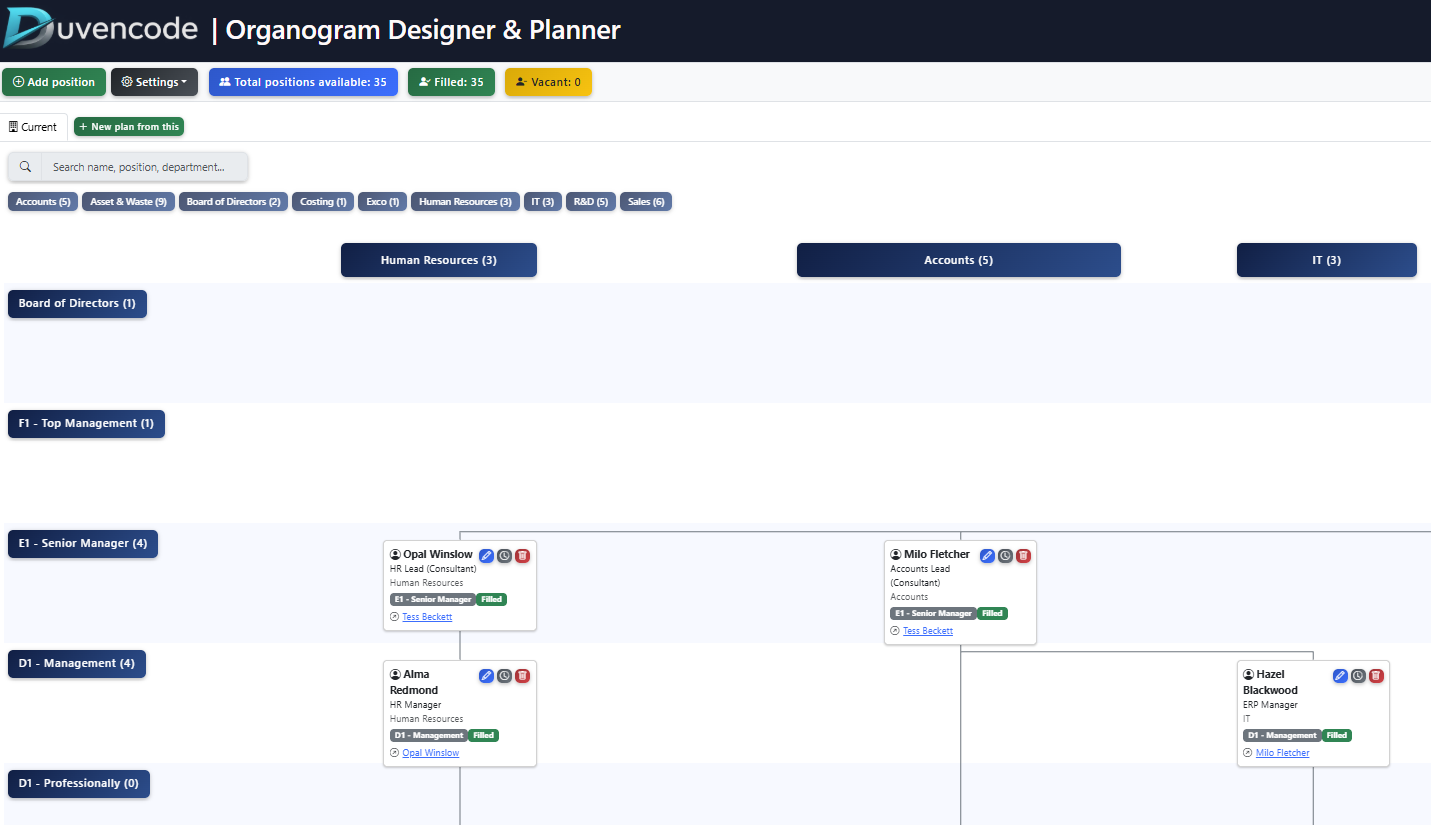 Duvencode | Organogram Designer & Planner
Add position Settings Total positions available: 35 Filled: 35 Vacant: 0
Current + New plan from this
Search name, position, department...
Accounts (5) Asset & Waste (9) Board of Directors (2) Costing (1) Exco (1) Human Resources (3) IT (3) R&D (5) Sales (6)
Human Resources (3) Accounts (5) IT (3)
Board of Directors (1)
F1 - Top Management (1)
E1 - Senior Manager (4)
Opal Winslow
HR Lead (Consultant)
Human Resources
E1 - Senior Manager Filled
Tess Beckett
Milo Fletcher
Accounts Lead
(Consultant)
Accounts
E1 - Senior Manager Filled
Tess Beckett
D1 - Management (4)
Alma
Redmond
HR Manager
Human Resources
D1 - Management Filled
Opal Winslow
Hazel
Blackwood
ERP Manager
IT
D1 - Management Filled
Milo Fletcher
D1 - Professionally (0)